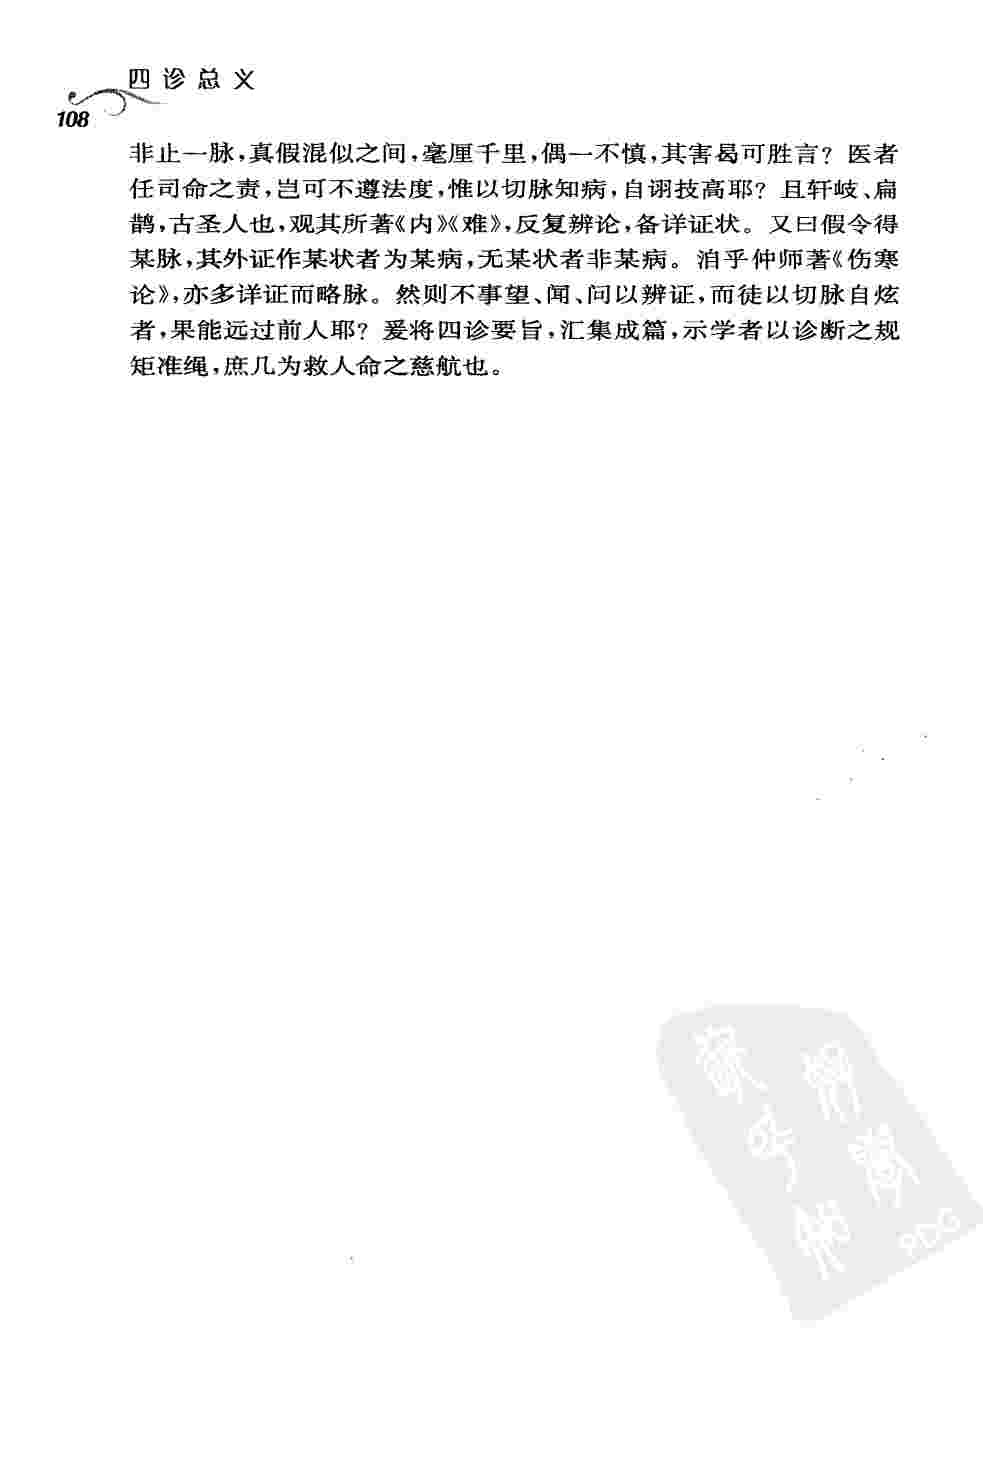 四诊总义
108
非止一脉，真假混似之间，毫厘千里，偶一不慎，其害曷可胜言？医者
任司命之责，岂可不遵法度，惟以切脉知病，自诩技高耶？且轩岐、扁
鹊，古圣人也，观其所著《内》《难》，反复辨论，备详证状。又曰假令得
某脉，其外证作某状者为某病，无某状者非某病。洎乎仲师著《伤寒
论》，亦多详证而略脉。然则不事望、闻、问以辨证，而徒以切脉自炫
者，果能远过前人耶？爰将四诊要旨，汇集成篇，示学者以诊断之规
矩准绳，庶几为救人命之慈航也。
PDG